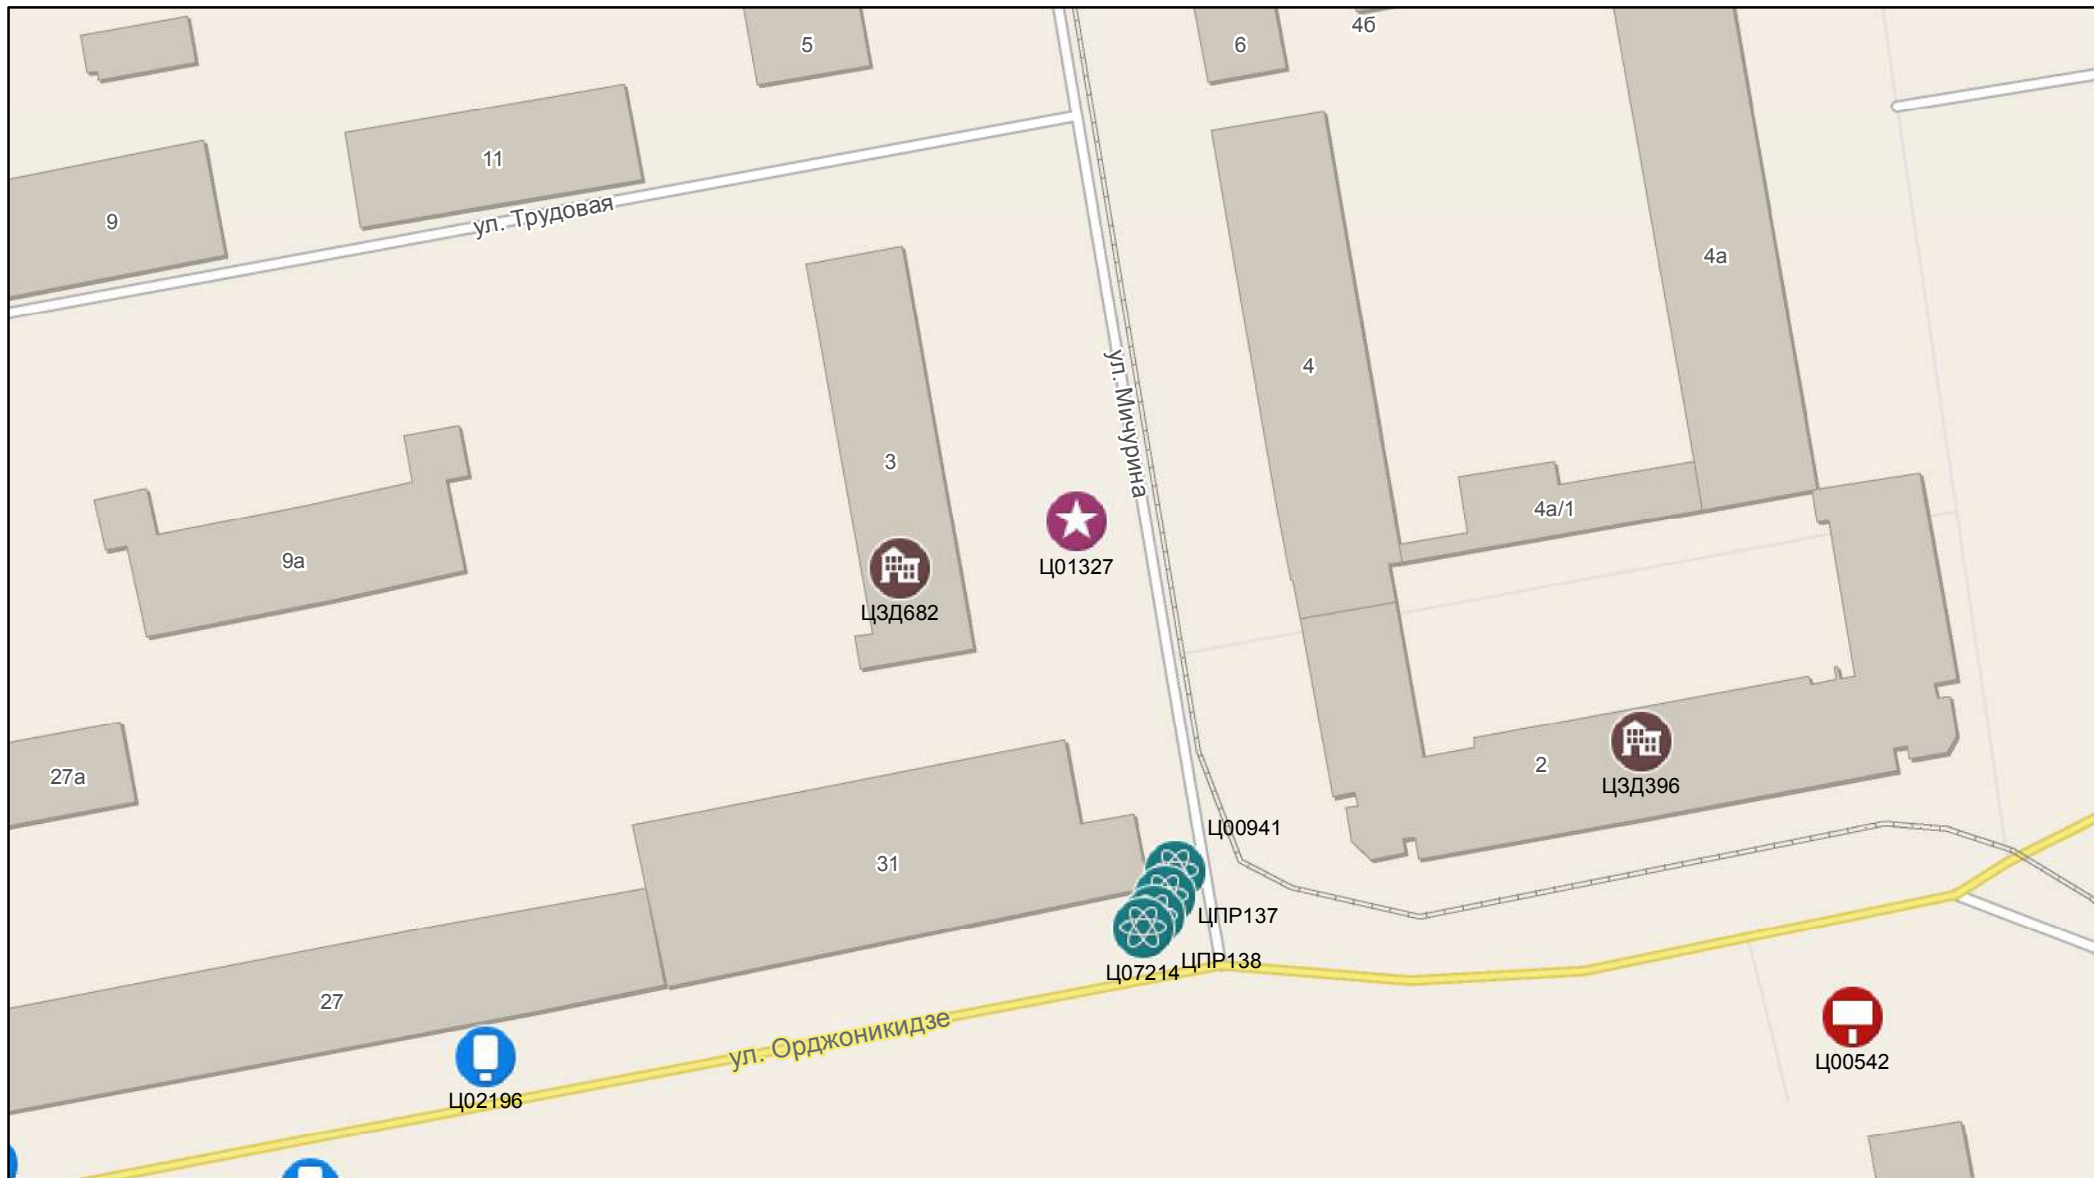 5
6
4б
11
9
ул. Трудовая
4а
4
ул. Мичурина
3
4а/1
Ц01327
9а
ЦЗД682
27а
2
ЦЗД396
Ц00941
31
ЦПР137
Ц07214
ЦПР138
27
ул. Орджоникидзе
Ц02196
Ц00542